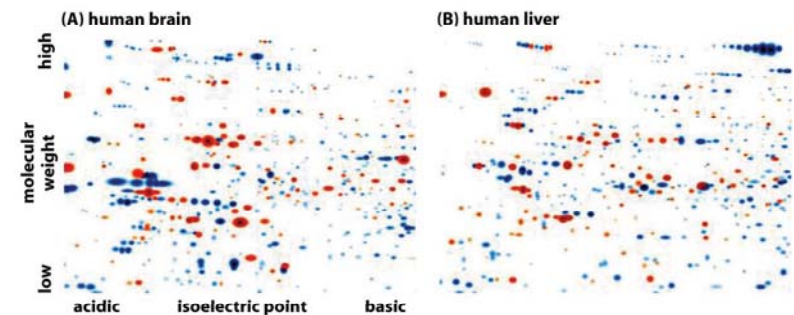 (A) human brain
(B) human liver
high
molecular
weight
low
acidic
isoelectric point
basic